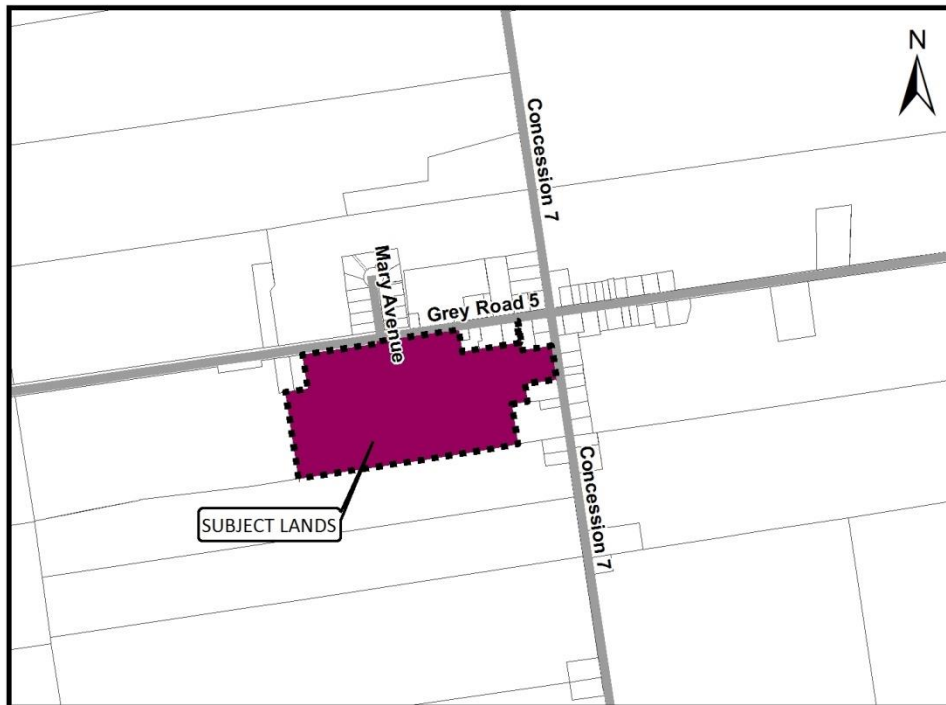 N
Concession 7
Mary Avenue
Grey Road 5
SUBJECT LANDS
Concession 7